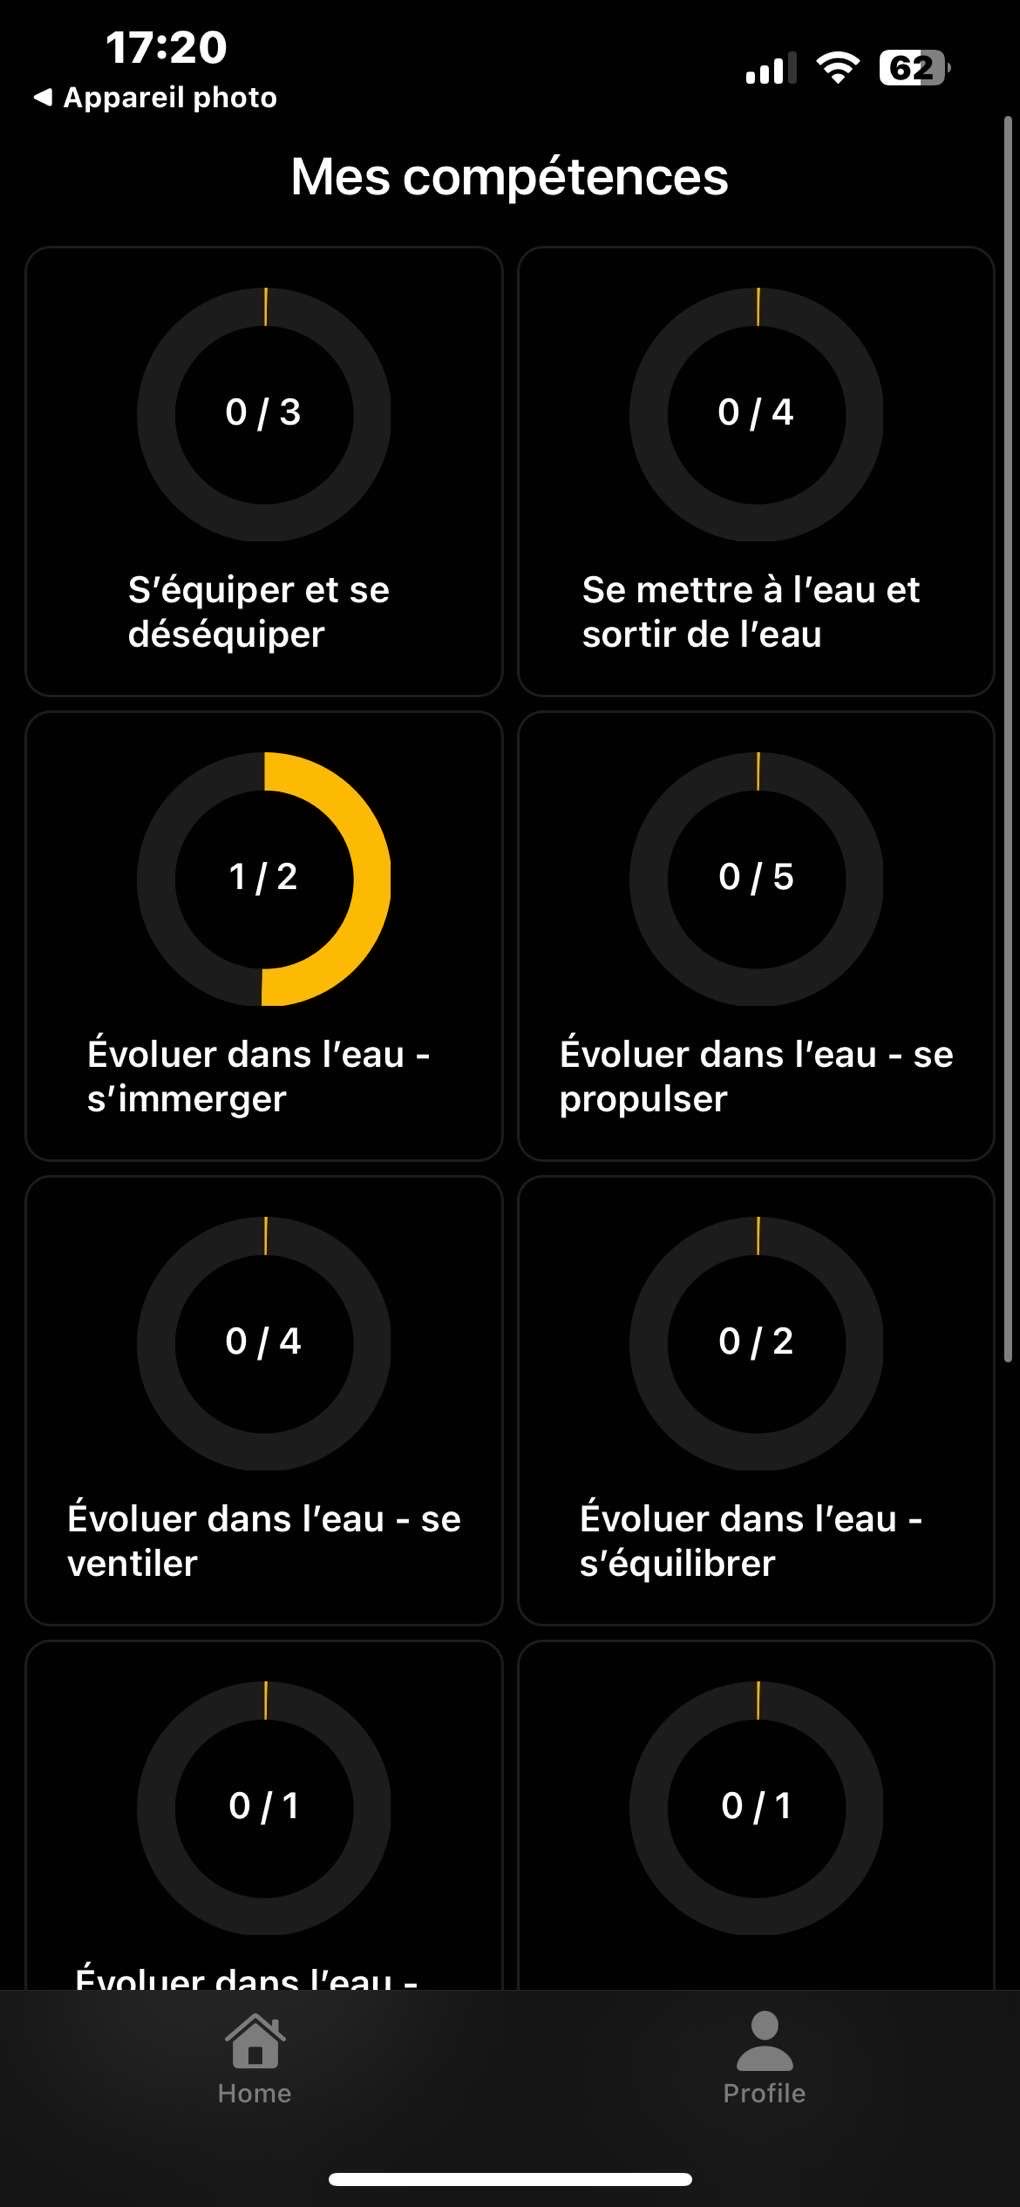 17:20
62
◀ Appareil photo
Mes compétences
0 / 3
0 / 4
S’équiper et se
déséquiper
Se mettre à l’eau et
sortir de l’eau
1 / 2
0 / 5
Évoluer dans l’eau -
s’immerger
Évoluer dans l’eau - se
propulser
0 / 4
0 / 2
Évoluer dans l’eau - se
ventiler
Évoluer dans l’eau -
s’équilibrer
0 / 1
0 / 1
Évoluer dans l’eau -
Home
Profile